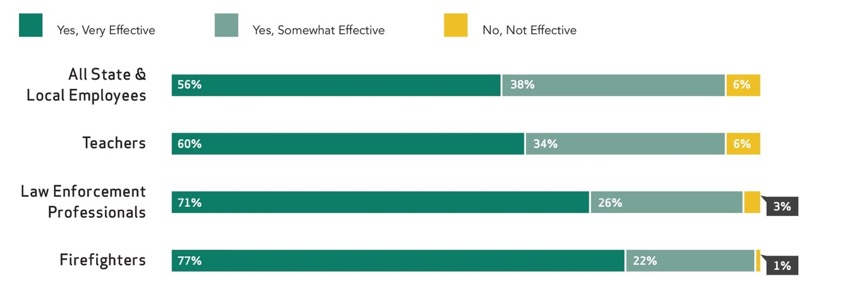 Yes, Very Effective Yes, Somewhat Effective No, Not Effective
All State &
Local Employees
56% 38% 6%
Teachers
60% 34% 6%
Law Enforcement
Professionals
71% 26% 3%
Firefighters
77% 22% 1%